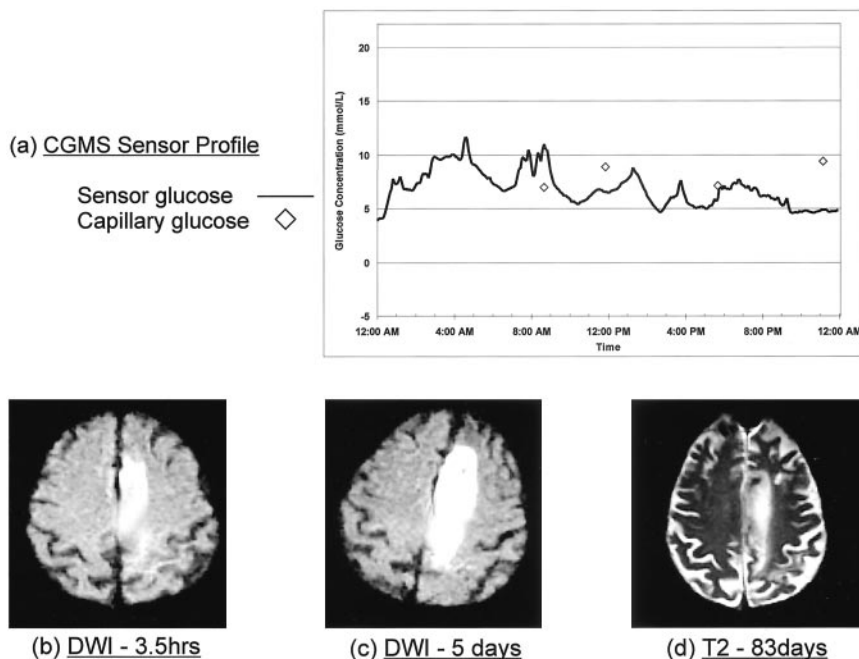 (a) CGMS Sensor Profile
Sensor glucose
Capillary glucose
Glucose Concentration (mmol/L)
20
15
10
5
0
-5
12:00 AM 4:00 AM 8:00 AM 12:00 PM 4:00 PM 8:00 PM 12:00 AM
Time
(b) DWI - 3.5hrs
(c) DWI - 5 days
(d) T2 - 83days